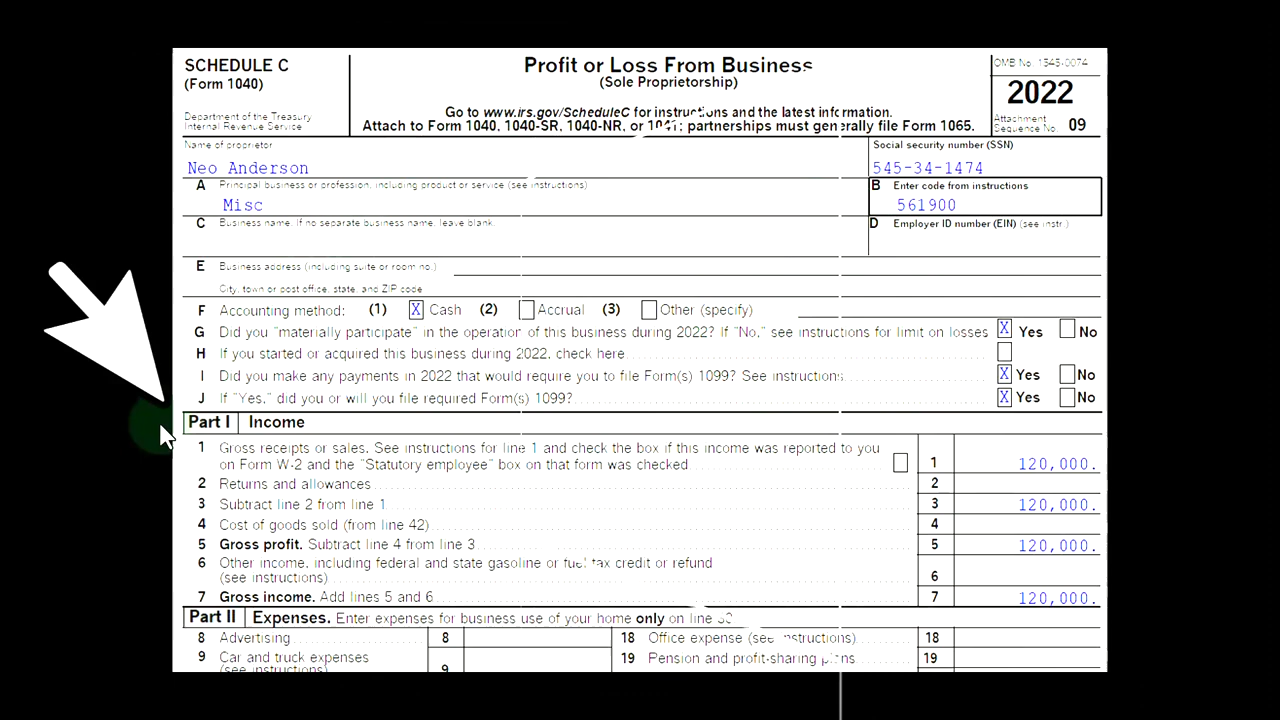 SCHEDULE C
(Form 1040)
Department of the Treasury
Internal Revenue Service
Profit or Loss From Business
(Sole Proprietorship)
Go to www.irs.gov/ScheduleC for instructions and the latest information.
Attach to Form 1040, 1040-SR, 1040-NR, or 1041; partnerships must generally file Form 1065.
OMB No. 1545-0074
2022
Attachment
Sequence No. 09
Name of proprietor
Neo Anderson
Social security number (SSN)
545-34-1474
A Principal business or profession, including product or service (see instructions)
Misc
B Enter code from instructions
561900
C Business name. If no separate business name, leave blank.
D Employer ID number (EIN) (see instr.)
E Business address (including suite or room no.)
City, town or post office, state, and ZIP code
F Accounting method: (1) X Cash (2) Accrual (3) Other (specify)
G Did you "materially participate" in the operation of this business during 2022? If "No," see instructions for limit on losses X Yes No
H If you started or acquired this business during 2022, check here
I Did you make any payments in 2022 that would require you to file Form(s) 1099? See instructions X Yes No
J If "Yes," did you or will you file required Form(s) 1099? X Yes No
Part I Income
1 Gross receipts or sales. See instructions for line 1 and check the box if this income was reported to you
on Form W-2 and the "Statutory employee" box on that form was checked 1 120,000.
2 Returns and allowances 2
3 Subtract line 2 from line 1 3 120,000.
4 Cost of goods sold (from line 42) 4
5 Gross profit. Subtract line 4 from line 3 5 120,000.
6 Other income, including federal and state gasoline or fuel tax credit or refund
(see instructions) 6
7 Gross income. Add lines 5 and 6 7 120,000.
Part II Expenses. Enter expenses for business use of your home only on line 30
8 Advertising 8
18 Office expense (see instructions) 18
9 Car and truck expenses
(see instructions) 9
19 Pension and profit-sharing plans 19